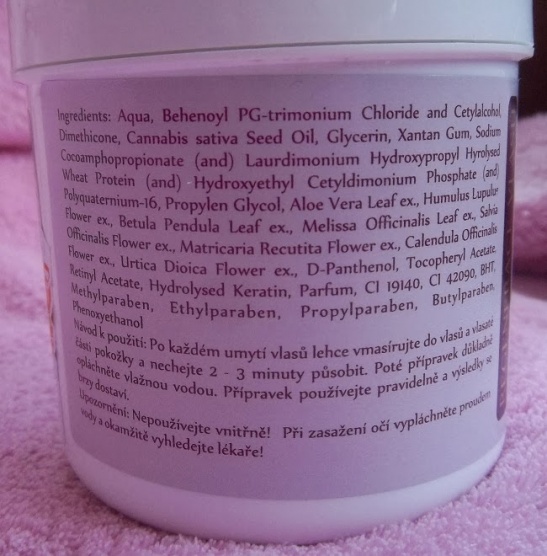 Ingredients: Aqua, Behenoyl PG-trimonium Chloride and Cetylalcohol,
Dimethicone, Cannabis sativa Seed Oil, Glycerin, Xantan Gum, Sodium
Cocoamphopropionate (and) Laurdimonium Hydroxypropyl Hyrolysed
Wheat Protein (and) Hydroxyethyl Cetyldimonium Phosphate (and)
Polyquaternium-16, Propylen Glycol, Aloe Vera Leaf ex., Humulus Lupulus
Flower ex., Betula Pendula Leaf ex., Melissa Officinalis Leaf ex., Salvia
Officinalis Flower ex., Matricaria Recutita Flower ex., Calendula Officinalis
Flower ex., Urtica Dioica Flower ex., D-Panthenol, Tocopheryl Acetate,
Retinyl Acetate, Hydrolysed Keratin, Parfum, CI 19140, CI 42090, BHT,
Methylparaben, Ethylparaben, Propylparaben, Butylparaben,
Phenoxyethanol
Návod k použití: Po každém umytí vlasů lehce vmasírujte do vlasů a vlasaté
části pokožky a nechejte 2 - 3 minuty působit. Poté přípravek důkladně
opláchněte vlažnou vodou. Přípravek používejte pravidelně a výsledky se
brzy dostaví.
Upozornění: Nepoužívejte vnitřně! Při zasažení očí vypláchněte proudem
vody a okamžitě vyhledejte lékaře!